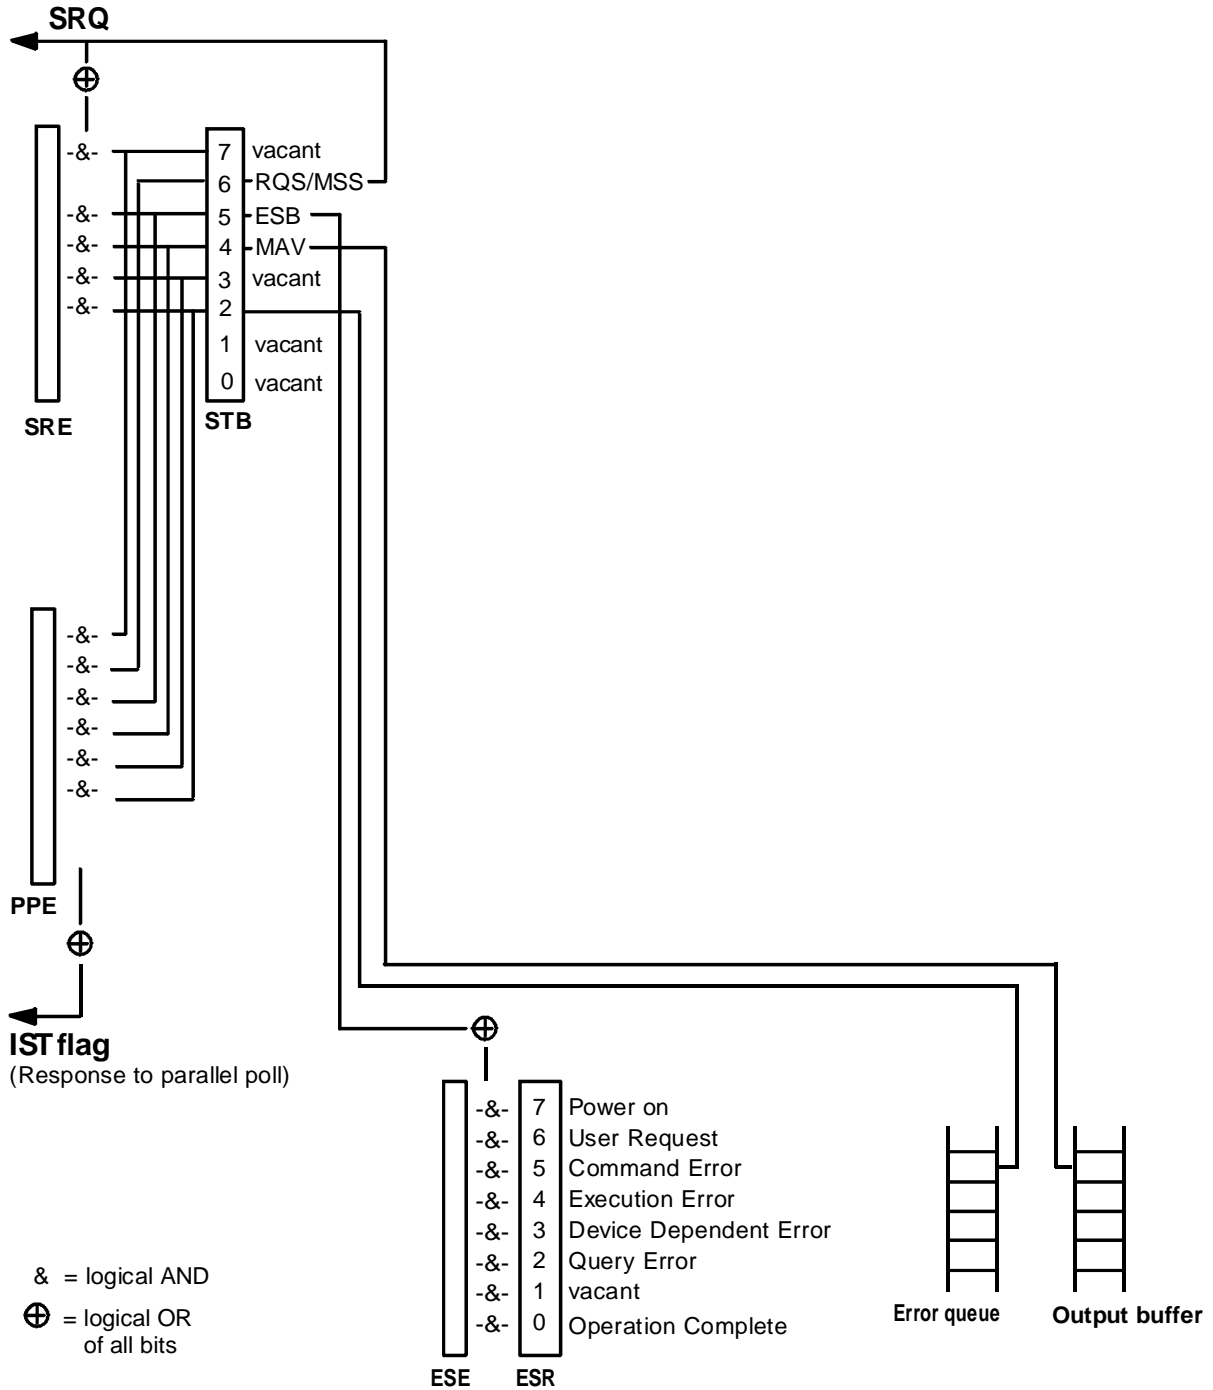 SRQ
-&- 7 vacant
6 RQS/MSS
-&- 5 ESB
-&- 4 MAV
-&- 3 vacant
-&- 2
1 vacant
0 vacant
SRE STB
-&-
-&-
-&-
-&-
-&-
-&-
PPE
IST flag
(Response to parallel poll)
-&- 7 Power on
-&- 6 User Request
-&- 5 Command Error
-&- 4 Execution Error
-&- 3 Device Dependent Error
-&- 2 Query Error
-&- 1 vacant
-&- 0 Operation Complete
ESE ESR
Error queue Output buffer
& = logical AND
⊕ = logical OR
of all bits